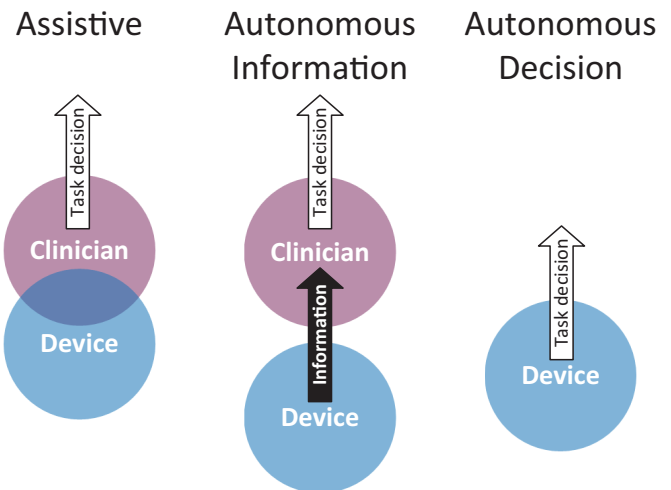 Assistive
Task decision
Clinician
Device
Autonomous
Information
Task decision
Clinician
Information
Device
Autonomous
Decision
Task decision
Device